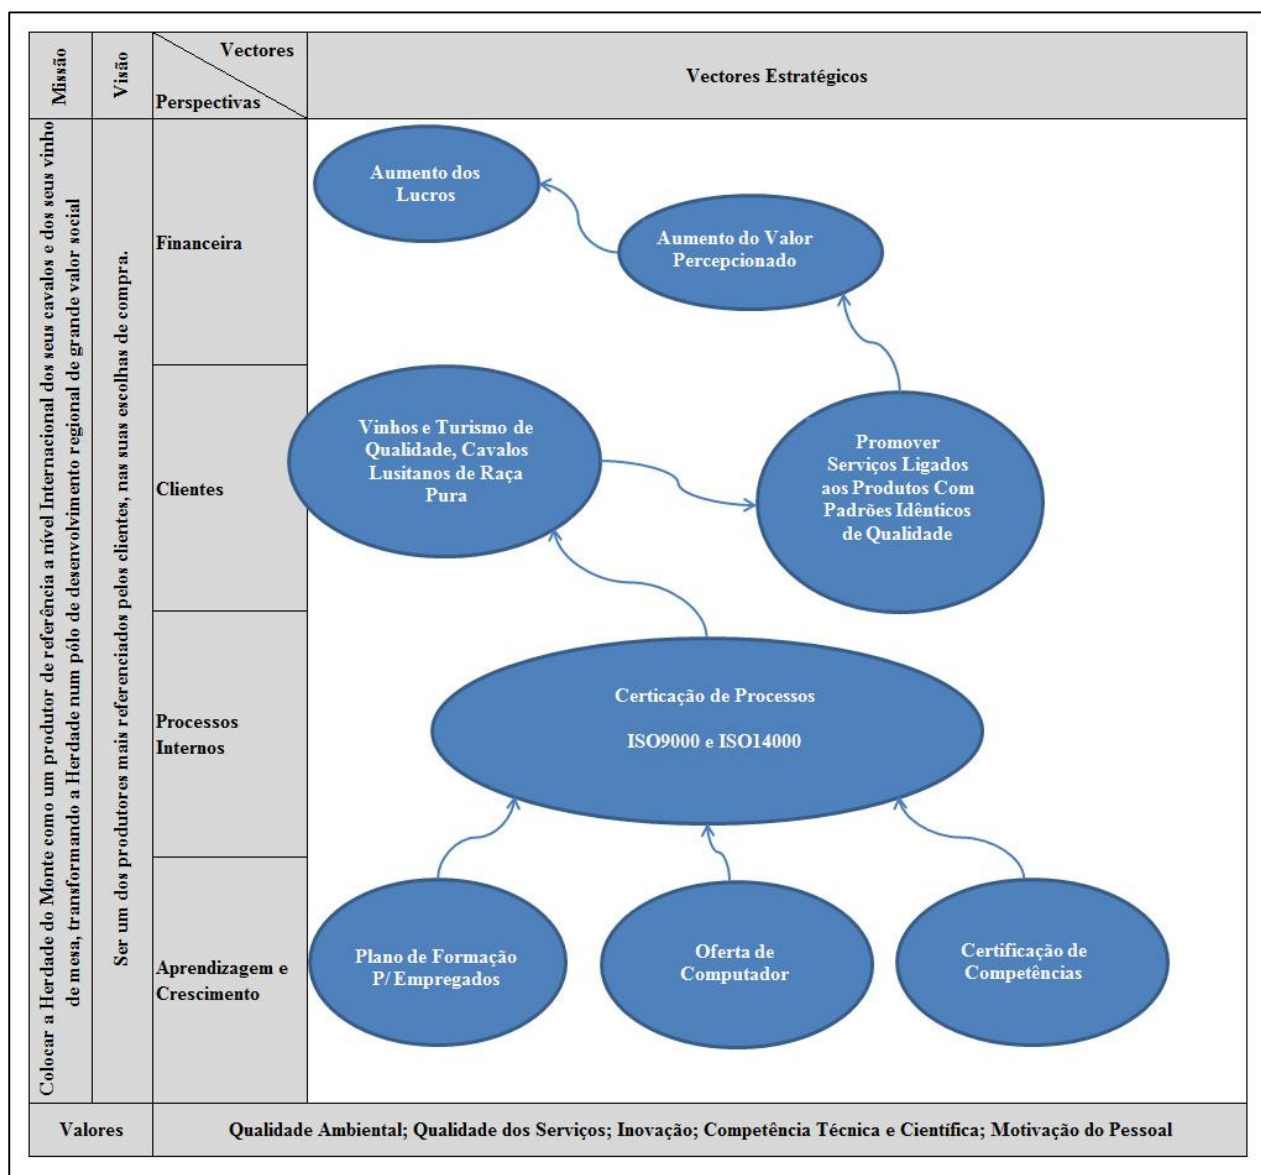 Missão
Visão
Vectores
Perspectivas
Vectores Estratégicos
Colocar a Herdade do Monte como um produtor de referência a nível Internacional dos seus cavalos e dos seus vinho
de mesa, transformando a Herdade num pólo de desenvolvimento regional de grande valor social
Ser um dos produtores mais referenciados pelos clientes, nas suas escolhas de compra.
Financeira
Aumento dos
Lucros
Aumento do Valor
Percepcionado
Clientes
Vinhos e Turismo de
Qualidade, Cavalos
Lusitanos de Raça
Pura
Promover
Serviços Ligados
aos Produtos Com
Padrões Idênticos
de Qualidade
Processos
Internos
Certicação de Processos
ISO9000 e ISO14000
Aprendizagem e
Crescimento
Plano de Formação
P/ Empregados
Oferta de
Computador
Certificação de
Competências
Valores
Qualidade Ambiental; Qualidade dos Serviços; Inovação; Competência Técnica e Científica; Motivação do Pessoal